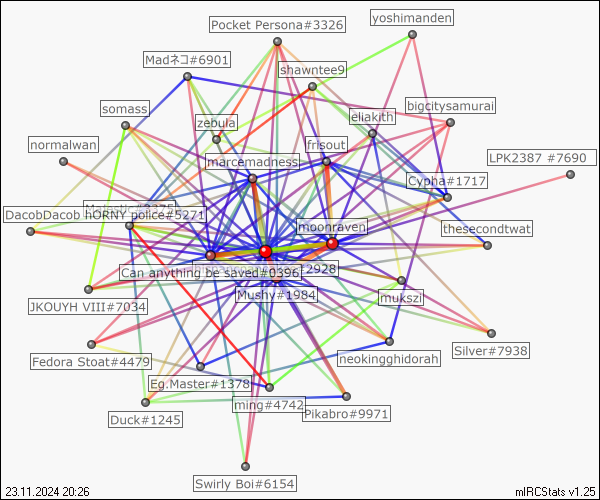 yoshimanden
Pocket Persona#3326
Madネコ#6901
shawntee9
bigcitysamurai
somass
zebula
eliakith
normalwan
frisout
LPK2387 #7690
marcemadness
Cypha#1717
DacobDacob
HORNY police#5271
moonraven
thesecondtwat
Can anything be saved#0396
#2928
Mushy#1984
mukszi
JKOUYH VIII#7034
Silver#7938
Fedora Stoat#4479
neokingghidorah
Eg.Master#1378
ming#4742
Pikabro#9971
Duck#1245
Swirly Boi#6154
23.11.2024 20:26
mIRCStats v1.25